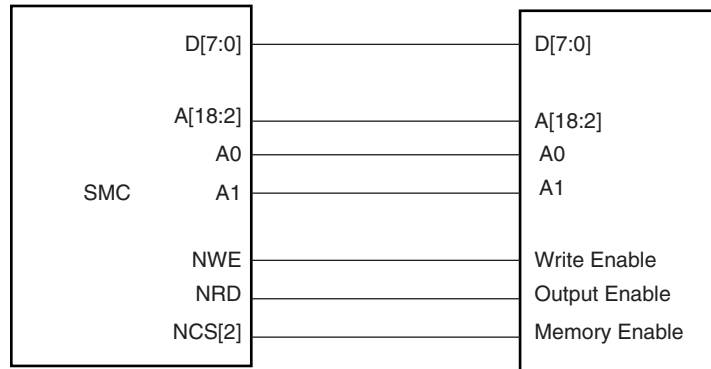 D[7:0] D[7:0]
A[18:2] A[18:2]
A0 A0
SMC A1 A1
NWE Write Enable
NRD Output Enable
NCS[2] Memory Enable